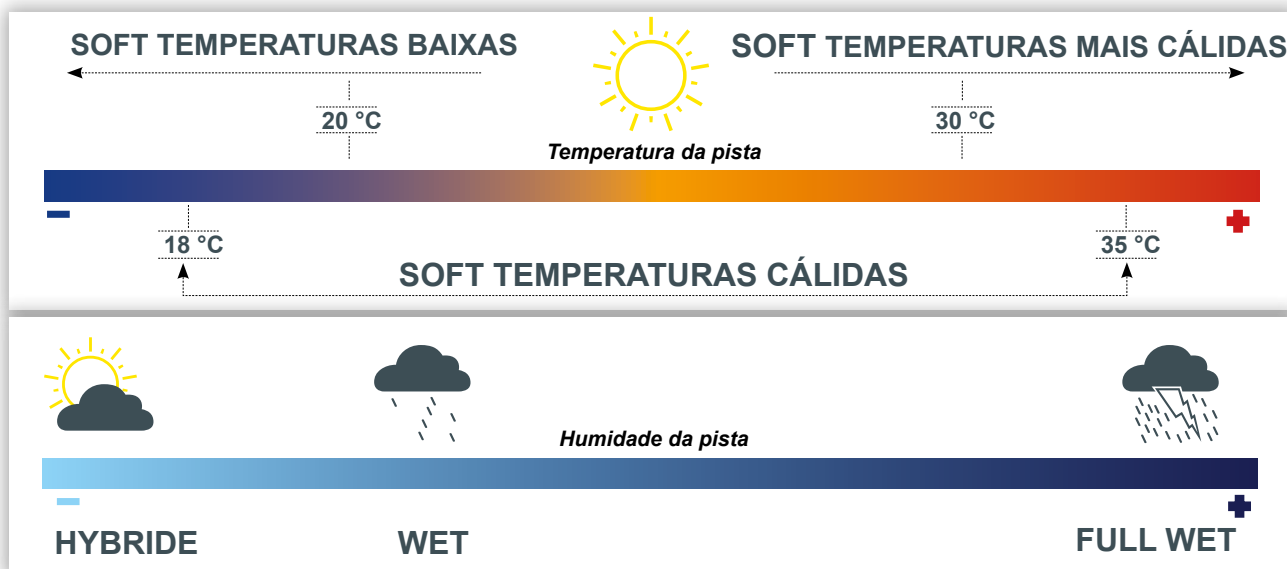 SOFT TEMPERATURAS BAIXAS
SOFT TEMPERATURAS MAIS CÁLIDAS
20 °C
30 °C
Temperatura da pista
18 °C
35 °C
SOFT TEMPERATURAS CÁLIDAS
Humidade da pista
HYBRIDE
WET
FULL WET